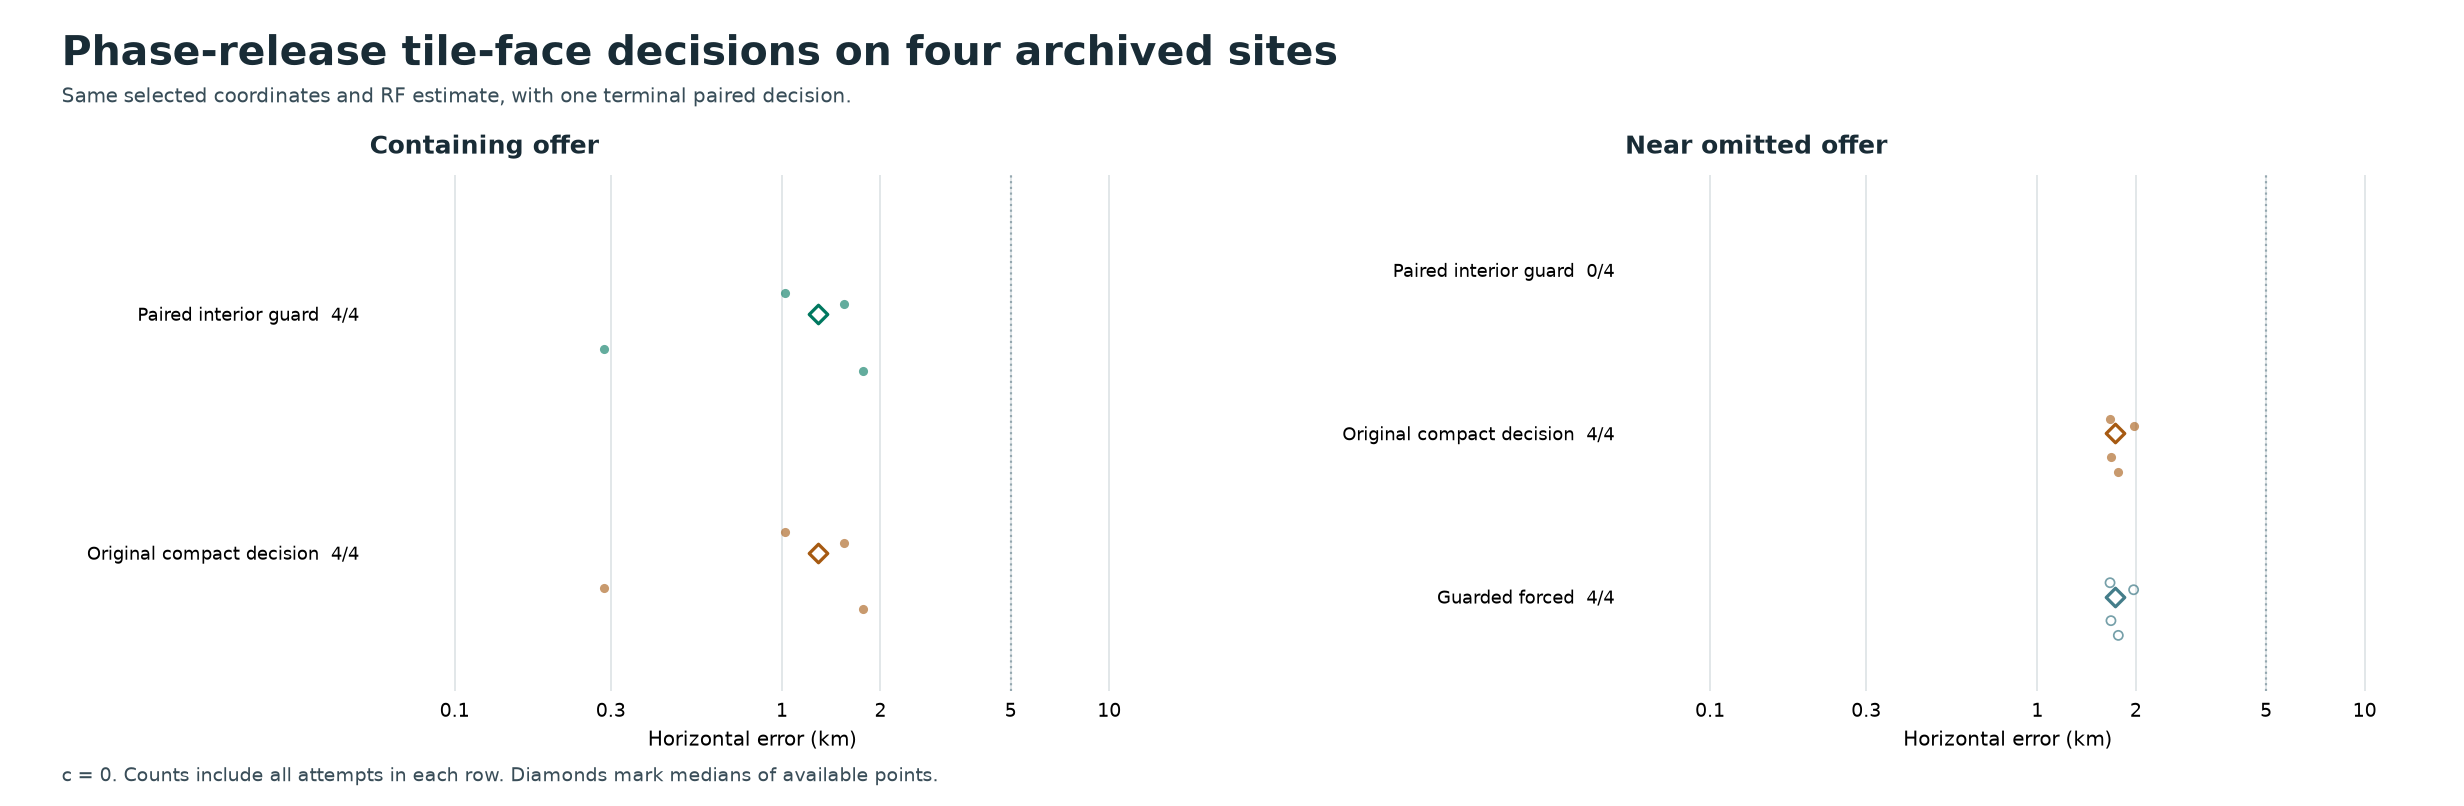 Phase-release tile-face decisions on four archived sites
Same selected coordinates and RF estimate, with one terminal paired decision.
Containing offer
Paired interior guard 4/4
Original compact decision 4/4
0.1 0.3 1 2 5 10
Horizontal error (km)
Near omitted offer
Paired interior guard 0/4
Original compact decision 4/4
Guarded forced 4/4
0.1 0.3 1 2 5 10
Horizontal error (km)
c = 0. Counts include all attempts in each row. Diamonds mark medians of available points.